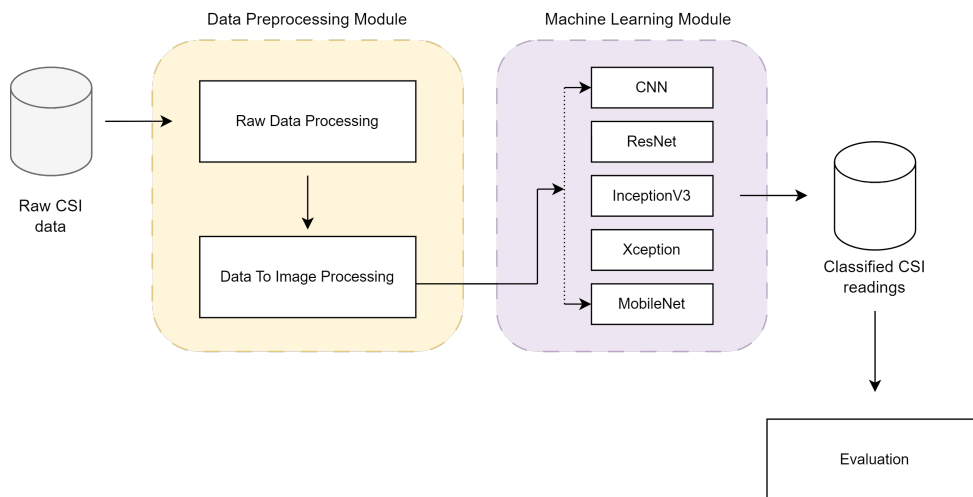 Data Preprocessing Module
Machine Learning Module
Raw CSI
data
Raw Data Processing
Data To Image Processing
CNN
ResNet
InceptionV3
Xception
MobileNet
Classified CSI
readings
Evaluation